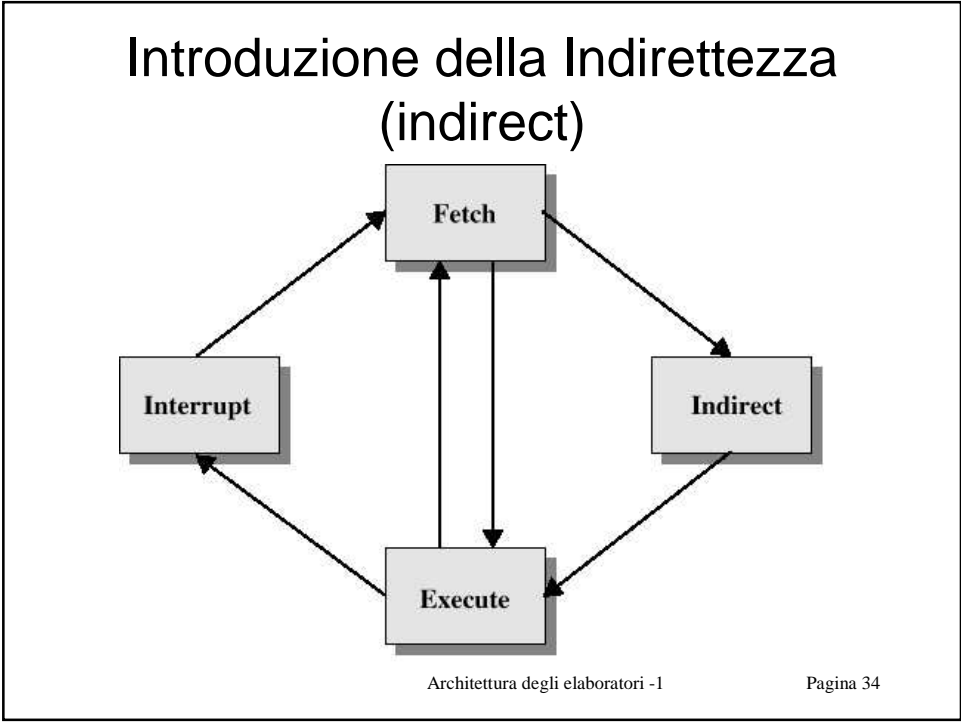 Introduzione della Indirettezza
(indirect)
Fetch
Interrupt
Indirect
Execute
Architettura degli elaboratori -1
Pagina 34